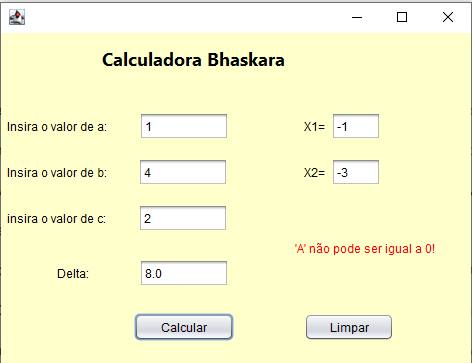 Calculadora Bhaskara
Insira o valor de a: 1 X1= -1
Insira o valor de b: 4 X2= -3
insira o valor de c: 2
'A' não pode ser igual a 0!
Delta: 8.0
Calcular Limpar